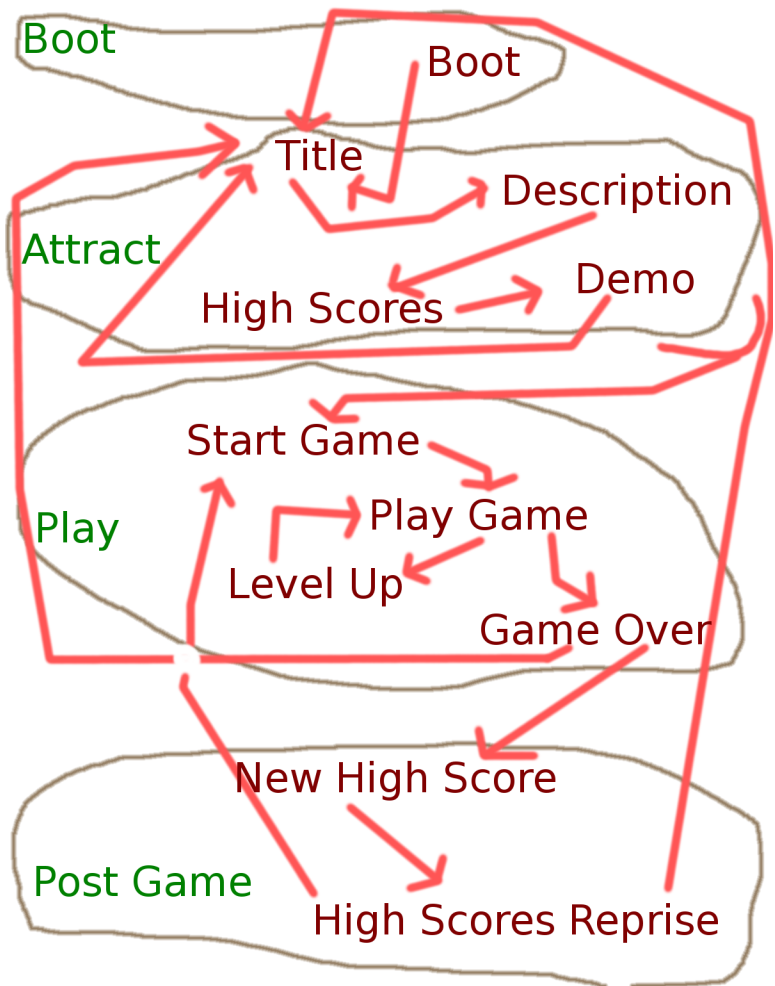 Boot
Boot
Title
Description
Attract
Demo
High Scores
Start Game
Play Game
Play
Level Up
Game Over
New High Score
Post Game
High Scores Reprise